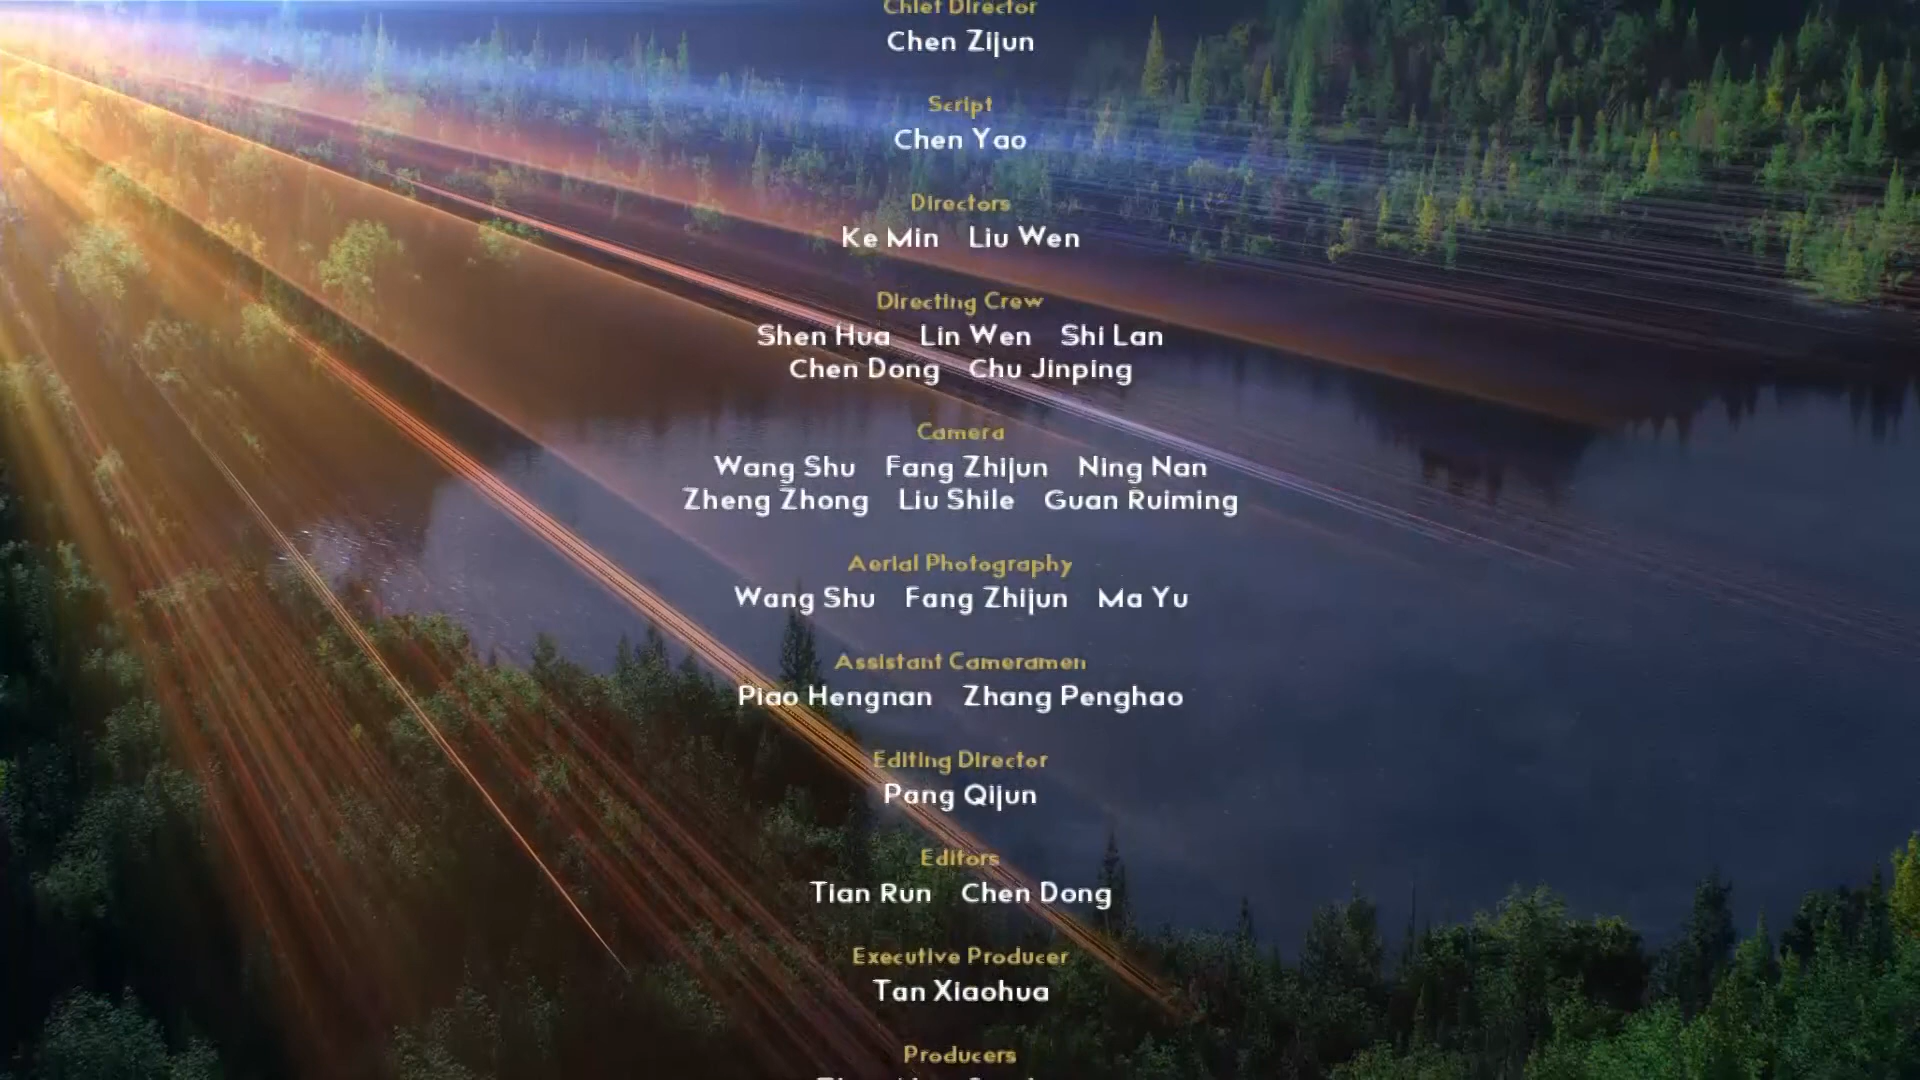 Chief Director
Chen Zijun
Script
Chen Yao
Directors
Ke Min Liu Wen
Directing Crew
Shen Hua Lin Wen Shi Lan
Chen Dong Chu Jinping
Camera
Wang Shu Fang Zhijun Ning Nan
Zheng Zhong Liu Shile Guan Ruiming
Aerial Photography
Wang Shu Fang Zhijun Ma Yu
Assistant Cameramen
Piao Hengnan Zhang Penghao
Editing Director
Pang Qijun
Editors
Tian Run Chen Dong
Executive Producer
Tan Xiaohua
Producers